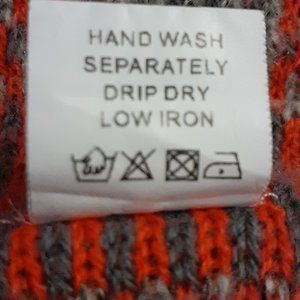 HAND WASH
SEPARATELY
DRIP DRY
LOW IRON